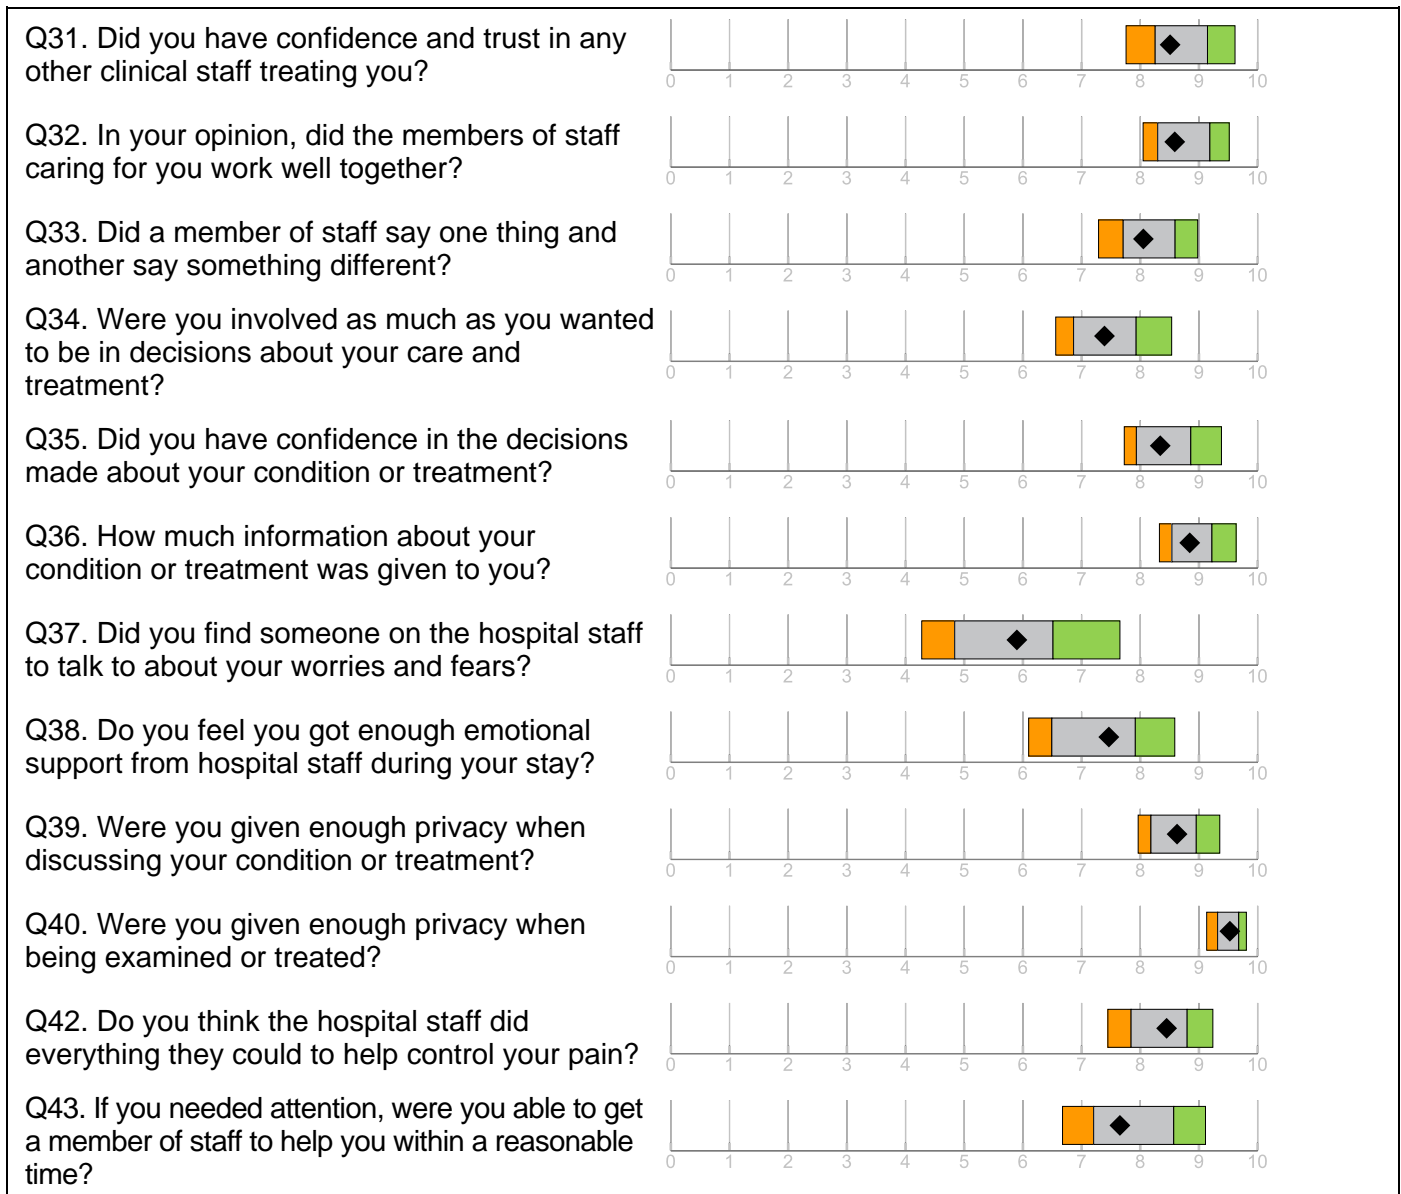 Q31. Did you have confidence and trust in any
other clinical staff treating you?
0 1 2 3 4 5 6 7 8 9 10
Q32. In your opinion, did the members of staff
caring for you work well together?
0 1 2 3 4 5 6 7 8 9 10
Q33. Did a member of staff say one thing and
another say something different?
0 1 2 3 4 5 6 7 8 9 10
Q34. Were you involved as much as you wanted
to be in decisions about your care and
treatment?
0 1 2 3 4 5 6 7 8 9 10
Q35. Did you have confidence in the decisions
made about your condition or treatment?
0 1 2 3 4 5 6 7 8 9 10
Q36. How much information about your
condition or treatment was given to you?
0 1 2 3 4 5 6 7 8 9 10
Q37. Did you find someone on the hospital staff
to talk to about your worries and fears?
0 1 2 3 4 5 6 7 8 9 10
Q38. Do you feel you got enough emotional
support from hospital staff during your stay?
0 1 2 3 4 5 6 7 8 9 10
Q39. Were you given enough privacy when
discussing your condition or treatment?
0 1 2 3 4 5 6 7 8 9 10
Q40. Were you given enough privacy when
being examined or treated?
0 1 2 3 4 5 6 7 8 9 10
Q42. Do you think the hospital staff did
everything they could to help control your pain?
0 1 2 3 4 5 6 7 8 9 10
Q43. If you needed attention, were you able to get
a member of staff to help you within a reasonable
time?
0 1 2 3 4 5 6 7 8 9 10